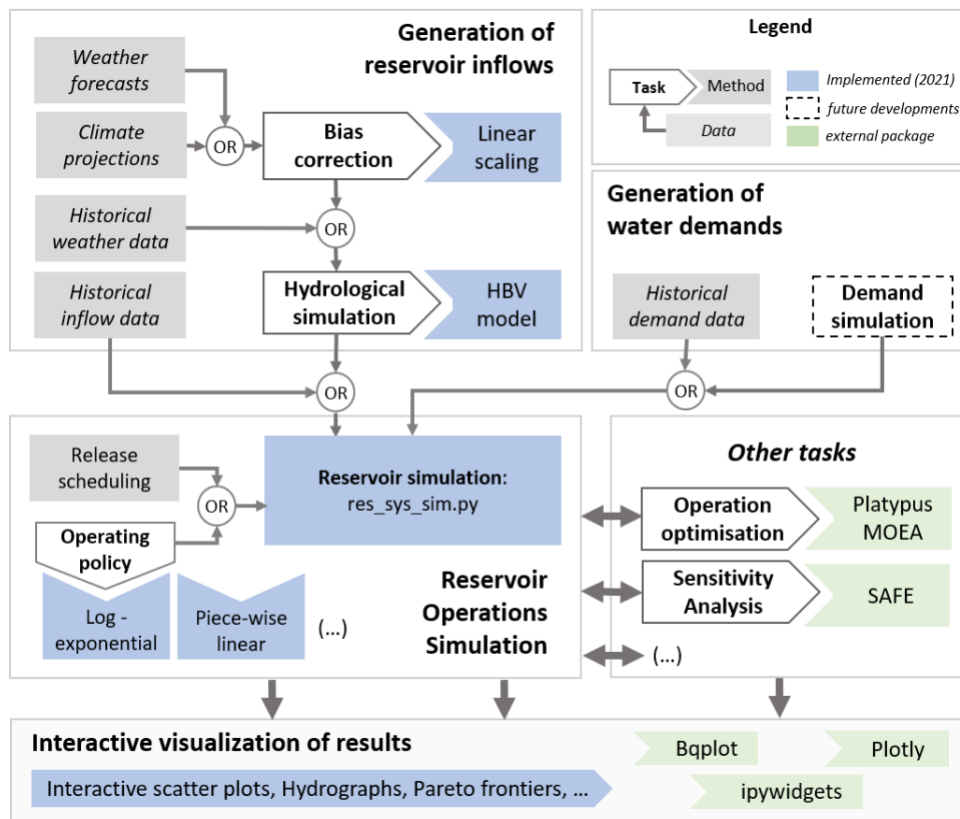 Generation of
reservoir inflows
Weather
forecasts
Climate
projections
OR
Bias
correction
Linear
scaling
Historical
weather data
OR
Historical
inflow data
Hydrological
simulation
HBV
model
OR
Legend
Task
Method
Data
Implemented (2021)
future developments
external package
Generation of
water demands
Historical
demand data
Demand
simulation
OR
Release
scheduling
OR
Operating
policy
Log -
exponential
Piece-wise
linear
(...)
Reservoir simulation:
res_sys_sim.py
Reservoir
Operations
Simulation
Other tasks
Operation
optimisation
Platypus
MOEA
Sensitivity
Analysis
SAFE
(...)
Interactive visualization of results
Interactive scatter plots, Hydrographs, Pareto frontiers, ...
Bqplot
Plotly
ipywidgets